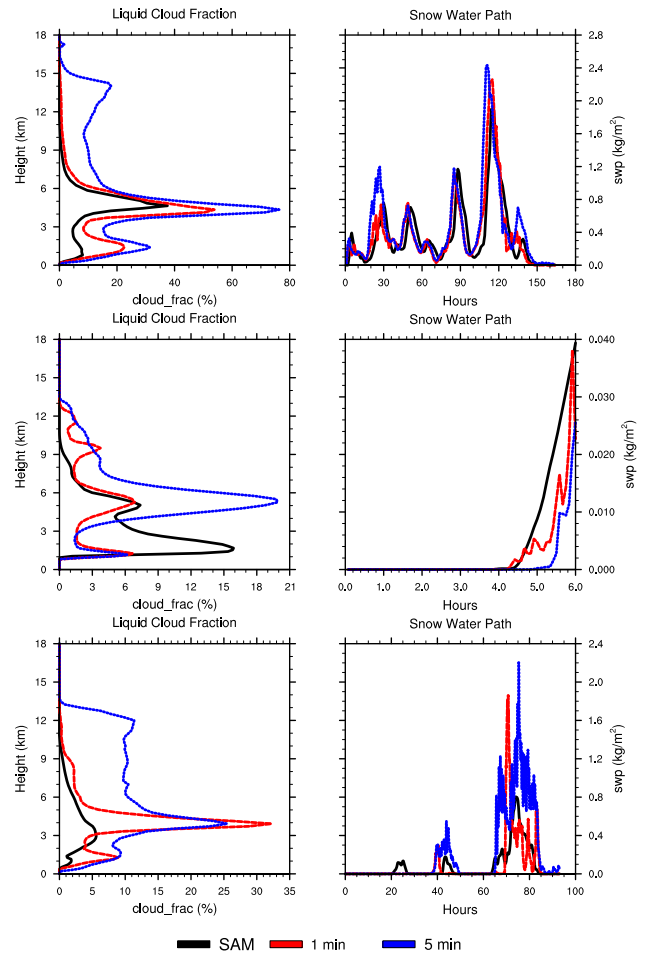 Liquid Cloud Fraction
Snow Water Path
18
15
12
9
6
3
0
Height (km)
0 20 40 60 80
cloud_frac (%)
2.8
2.4
2.0
1.6
1.2
0.8
0.4
0.0
swp (kg/m²)
0 30 60 90 120 150 180
Hours
Liquid Cloud Fraction
Snow Water Path
18
15
12
9
6
3
0
Height (km)
0 3 6 9 12 15 18 21
cloud_frac (%)
0.040
0.030
0.020
0.010
0.000
swp (kg/m²)
0.0 1.0 2.0 3.0 4.0 5.0 6.0
Hours
Liquid Cloud Fraction
Snow Water Path
18
15
12
9
6
3
0
Height (km)
0 5 10 15 20 25 30 35
cloud_frac (%)
2.4
2.0
1.6
1.2
0.8
0.4
0.0
swp (kg/m²)
0 20 40 60 80 100
Hours
SAM 1 min 5 min